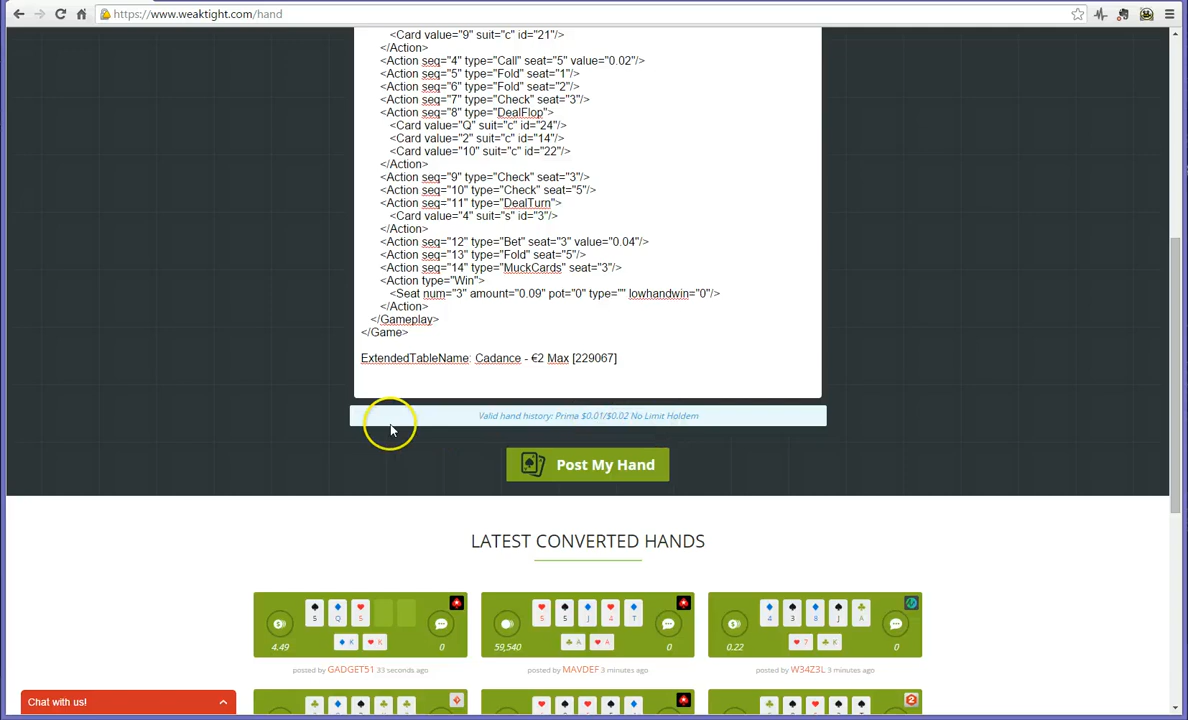 https://www.weaktight.com/hand
<Card value="9" suit="c" id="21"/>
</Action>
<Action seq="4" type="Call" seat="5" value="0.02"/>
<Action seq="5" type="Fold" seat="1"/>
<Action seq="6" type="Fold" seat="2"/>
<Action seq="7" type="Check" seat="3"/>
<Action seq="8" type="DealFlop">
<Card value="Q" suit="c" id="24"/>
<Card value="2" suit="c" id="14"/>
<Card value="10" suit="c" id="22"/>
</Action>
<Action seq="9" type="Check" seat="3"/>
<Action seq="10" type="Check" seat="5"/>
<Action seq="11" type="DealTurn">
<Card value="4" suit="s" id="3"/>
</Action>
<Action seq="12" type="Bet" seat="3" value="0.04"/>
<Action seq="13" type="Fold" seat="5"/>
<Action seq="14" type="MuckCards" seat="3"/>
<Action type="Win">
<Seat num="3" amount="0.09" pot="0" type="" lowhandwin="0"/>
</Action>
</Gameplay>
</Game>
ExtendedTableName: Cadance - €2 Max [229067]
Valid hand history: Prima $0.01/$0.02 No Limit Holdem
Post My Hand
LATEST CONVERTED HANDS
5 Q 5
K K
4.49 0
5 5 J 4 T
A A
59,540 0
4 3 8 J A
7 K
0.22 0
posted by GADGET51 33 seconds ago
posted by MAVDEF 3 minutes ago
posted by W34Z3L 3 minutes ago
Chat with us!